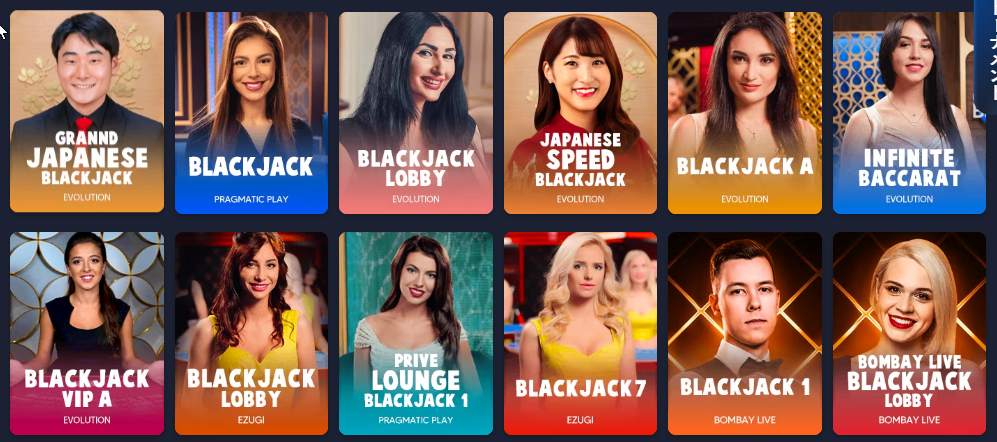 GRANND
JAPANESE
BLACKJACK
EVOLUTION
BLACKJACK
PRAGMATIC PLAY
BLACKJACK
LOBBY
EVOLUTION
JAPANESE
SPEED
BLACKJACK
EVOLUTION
BLACKJACK A
EVOLUTION
INFINITE
BACCARAT
EVOLUTION
BLACKJACK
VIP A
EVOLUTION
BLACKJACK
LOBBY
EZUGI
PRIVE
LOUNGE
BLACKJACK 1
PRAGMATIC PLAY
BLACKJACK 7
EZUGI
BLACKJACK 1
BOMBAY LIVE
BOMBAY LIVE
BLACKJACK
LOBBY
BOMBAY LIVE